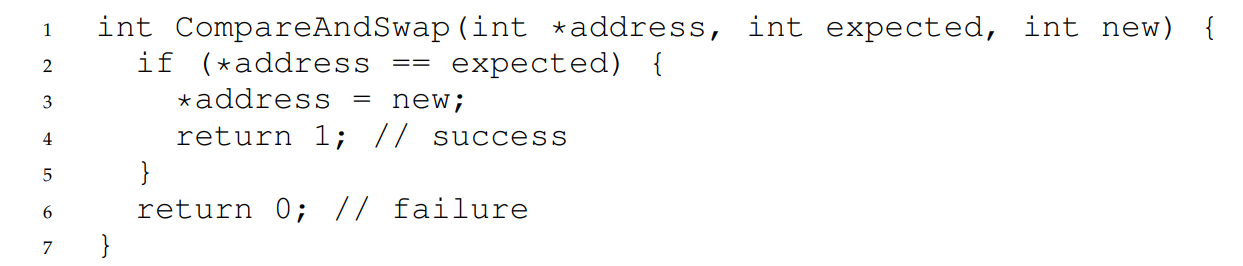 1 int CompareAndSwap(int *address, int expected, int new) {
2   if (*address == expected) {
3     *address = new;
4     return 1; // success
5   }
6   return 0; // failure
7 }